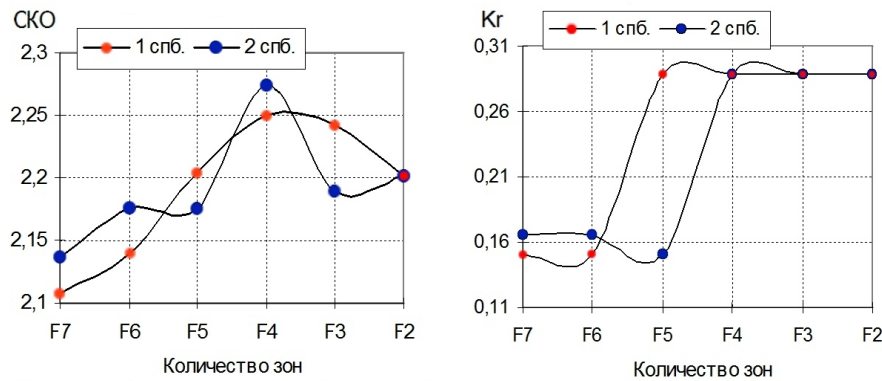 СКО
1 спб.
2 спб.
2,3
2,25
2,2
2,15
2,1
F7 F6 F5 F4 F3 F2
Количество зон
Kr
1 спб.
2 спб.
0,31
0,26
0,21
0,16
0,11
F7 F6 F5 F4 F3 F2
Количество зон